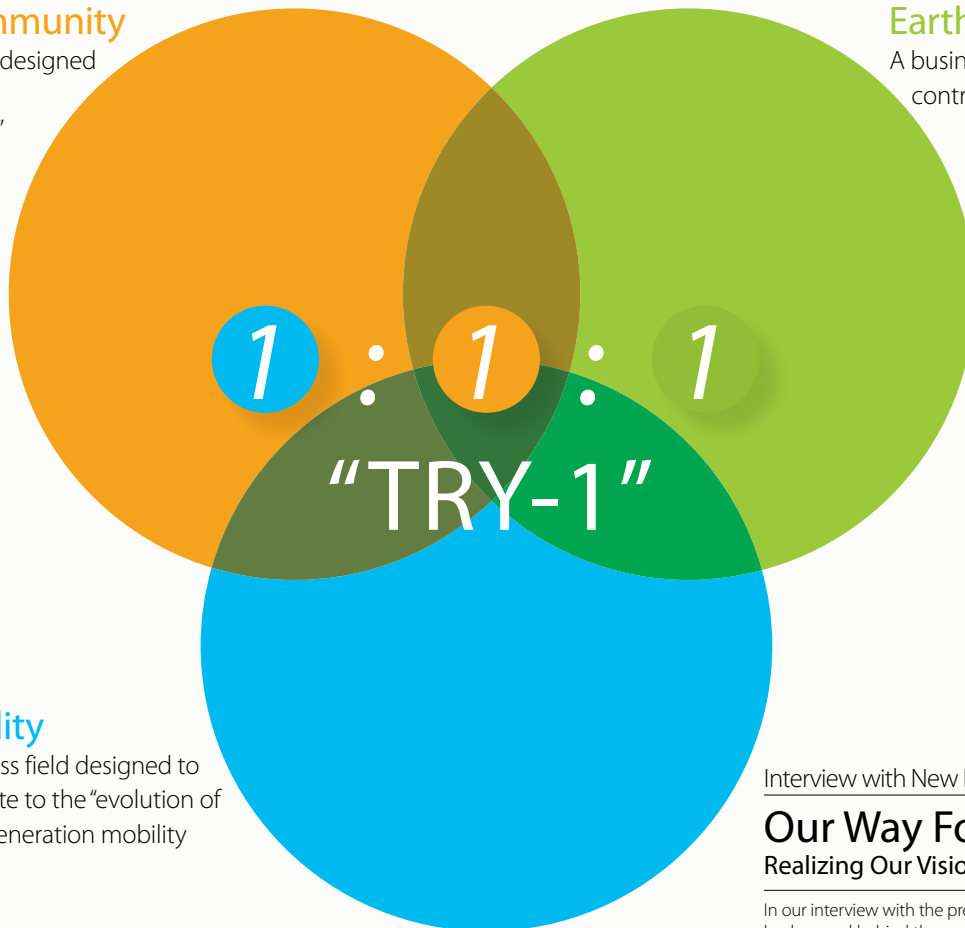 mmunity
designed
”
Earth
A busin
contr
1 : 1 : 1
“TRY-1”
lity
ss field designed to
te to the “evolution of
eneration mobility
Interview with New
Our Way Fo
Realizing Our Visio
In our interview with the pre